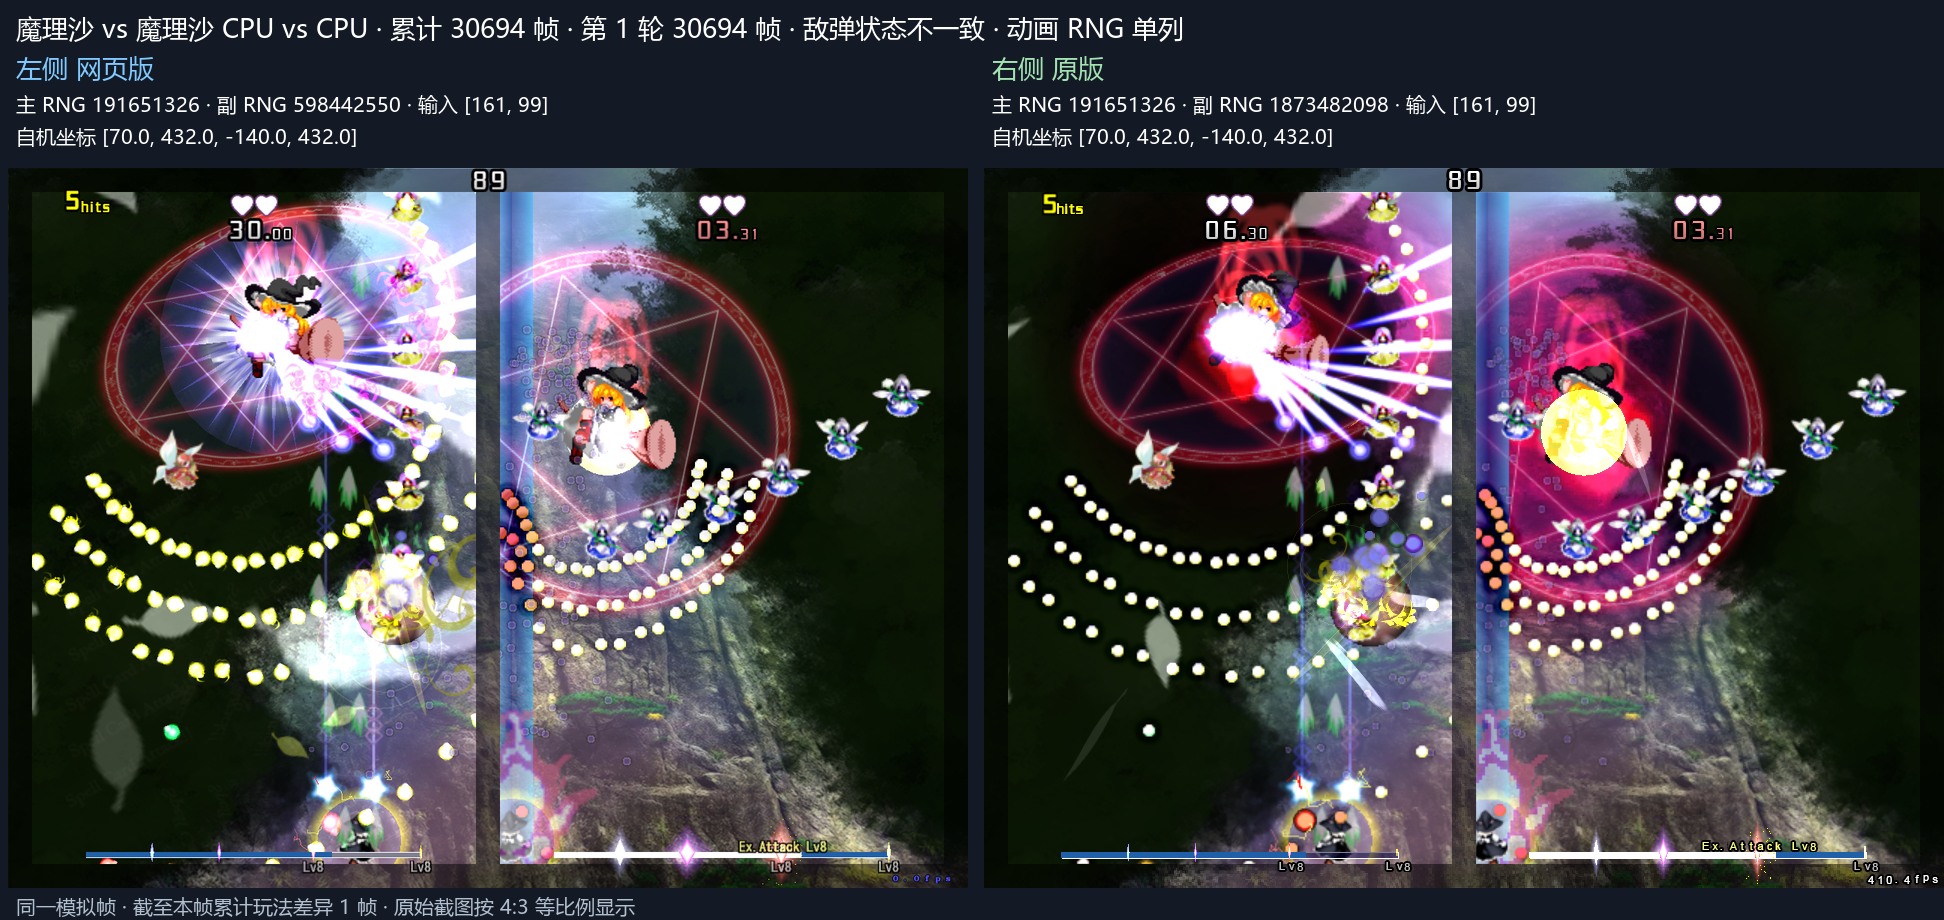 魔理沙 vs 魔理沙 CPU vs CPU · 累计 30694 帧 · 第 1 轮 30694 帧 · 敌弹状态不一致 · 动画 RNG 单列
左侧 网页版
主 RNG 191651326 · 副 RNG 598442550 · 输入 [161, 99]
自机坐标 [70.0, 432.0, -140.0, 432.0]
右侧 原版
主 RNG 191651326 · 副 RNG 1873482098 · 输入 [161, 99]
自机坐标 [70.0, 432.0, -140.0, 432.0]
89
5hits
30.00
03.31
Ex.Attack Lv8
Lv8
Lv8
Lv8
Lv8
0.0fps
89
5hits
06.30
03.31
Ex.Attack Lv8
Lv8
Lv8
Lv8
410.4fps
同一模拟帧 · 截至本帧累计玩法差异 1 帧 · 原始截图按 4:3 等比例显示